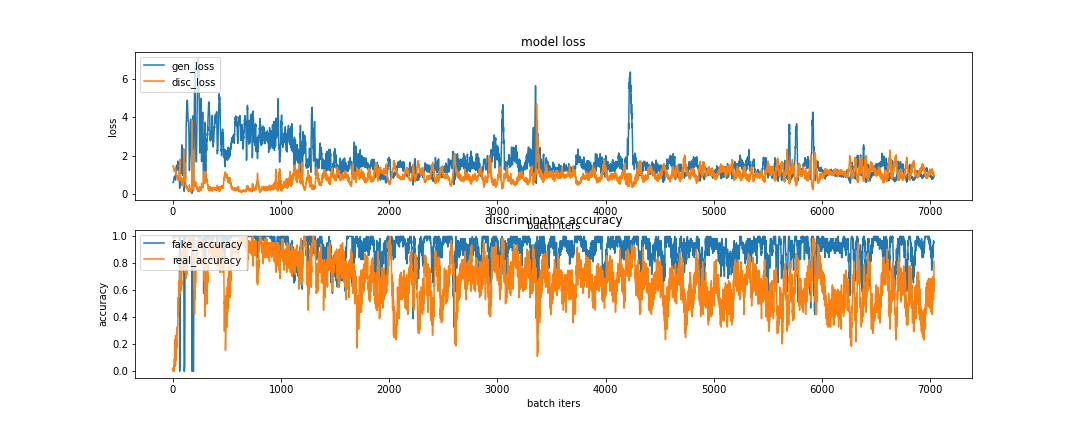 model loss
gen_loss
disc_loss
loss
6
4
2
0
0 1000 2000 3000 4000 5000 6000 7000
batch iters
discriminator accuracy
fake_accuracy
real_accuracy
accuracy
1.0
0.8
0.6
0.4
0.2
0.0
0 1000 2000 3000 4000 5000 6000 7000
batch iters